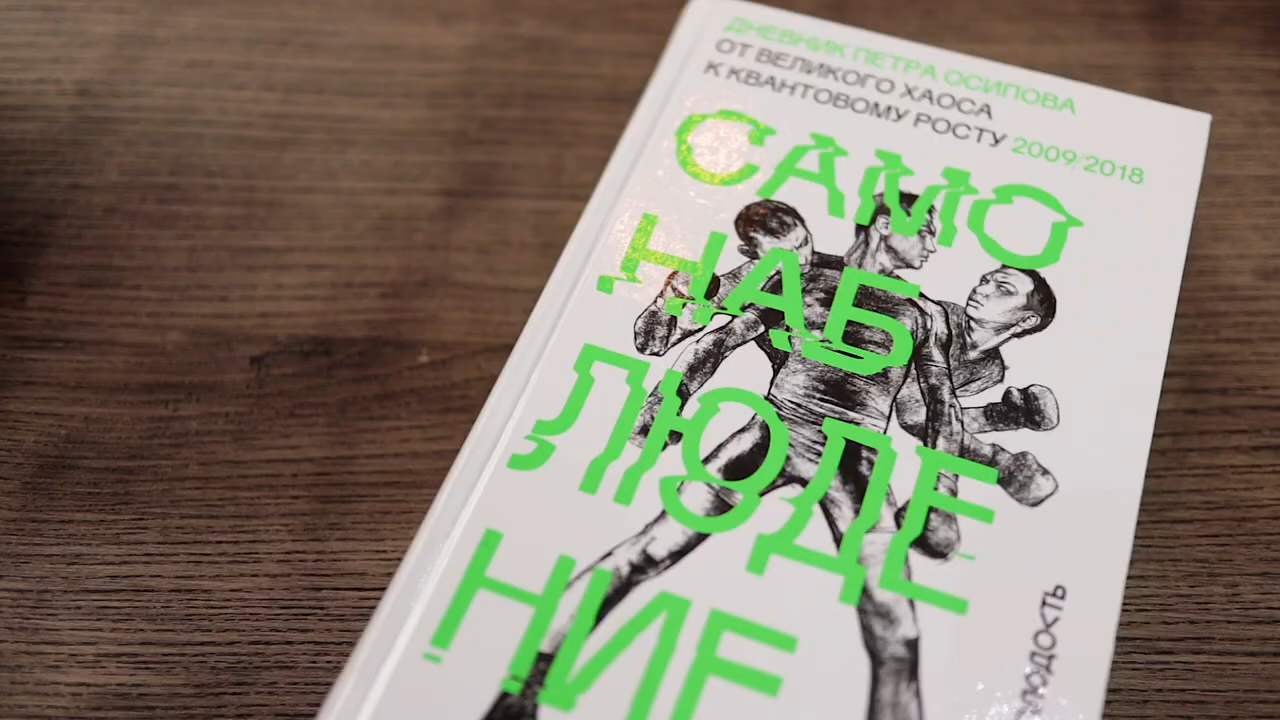 ДНЕВНИК ПЕТРА ОСИПОВА
ОТ ВЕЛИКОГО ХАОСА
К КВАНТОВОМУ РОСТУ 2009/2018
САМО
НАБ
ЛЮДЕ
НИЕ